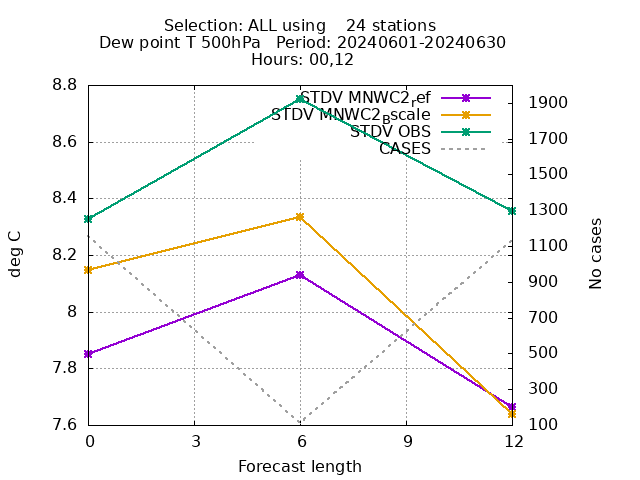 Selection: ALL using    24 stations
Dew point T 500hPa   Period: 20240601-20240630
Hours: 00,12
STDV MNWC2ref
STDV MNWC2Bscale
STDV OBS
CASES
8.8
8.6
8.4
8.2
8
7.8
7.6
1900
1700
1500
1300
1100
900
700
500
300
100
0 3 6 9 12
deg C
No cases
Forecast length